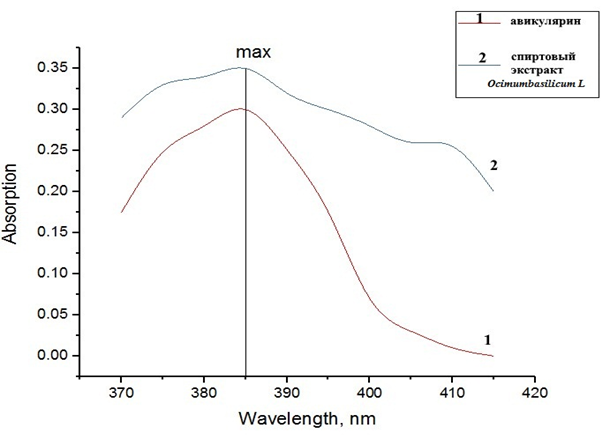 1 авикулярин
2 спиртовый
экстракт
Ocimumbasilicum L
max
0.35
0.30
0.25
0.20
0.15
0.10
0.05
0.00
Absorption
2
1
370 380 390 400 410 420
Wavelength, nm